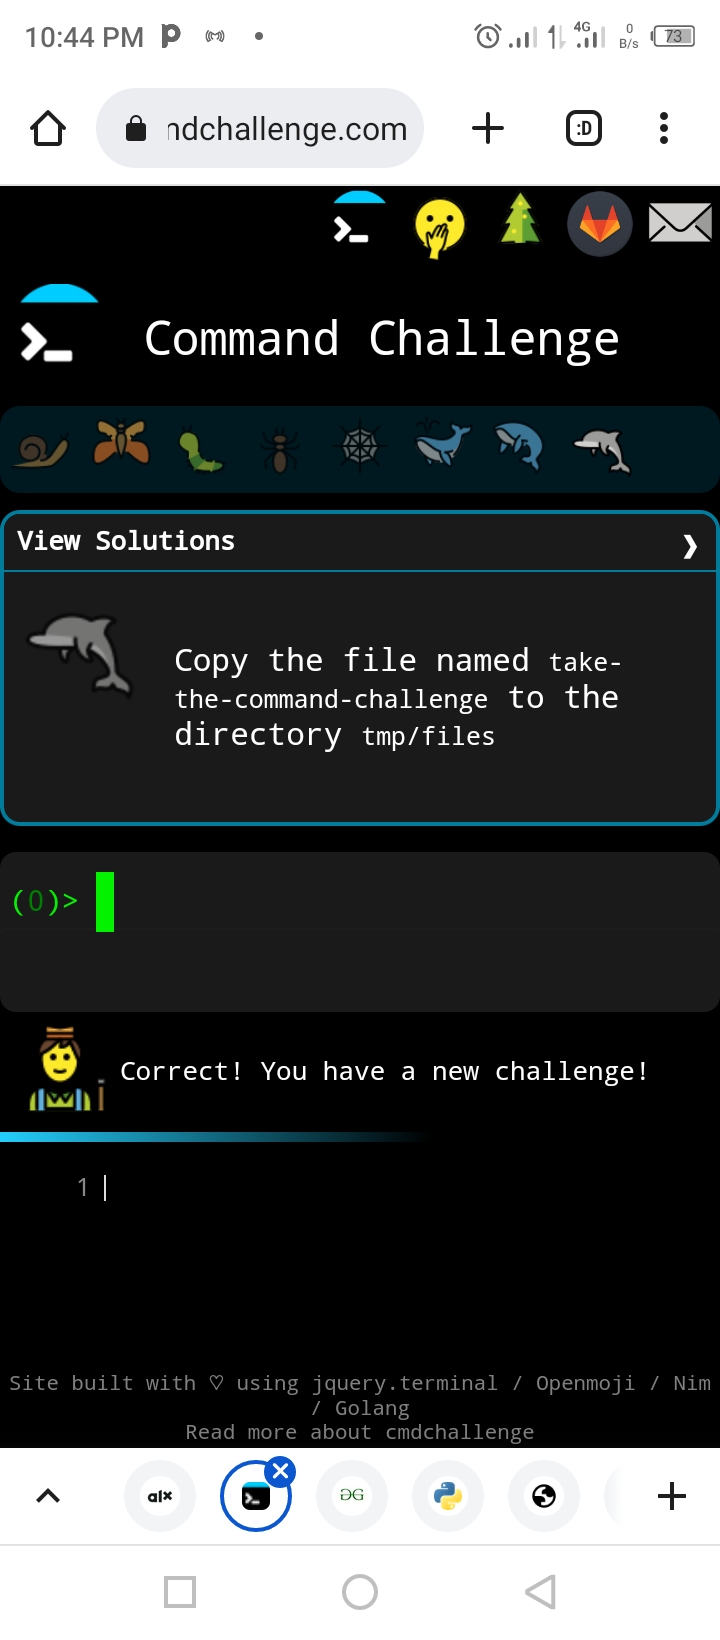 10:44 PM
4G
0
B/s
73
ndchallenge.com
:D
Command Challenge
View Solutions
Copy the file named take-
the-command-challenge to the
directory tmp/files
(0)>
Correct! You have a new challenge!
1
Site built with ♡ using jquery.terminal / Openmoji / Nim
/ Golang
Read more about cmdchallenge
alx